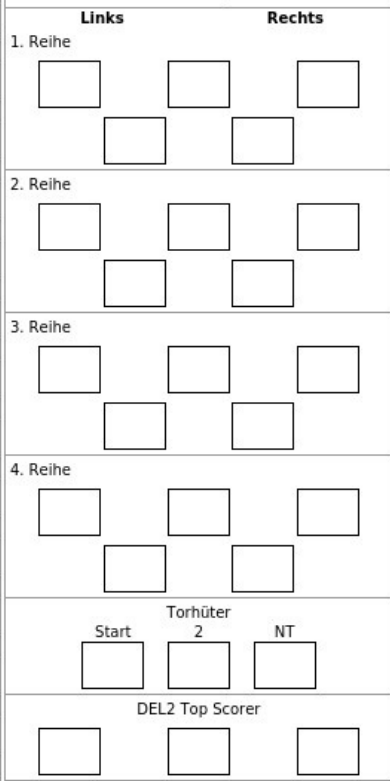 Links Rechts
1. Reihe
2. Reihe
3. Reihe
4. Reihe
Torhüter
Start 2 NT
DEL2 Top Scorer